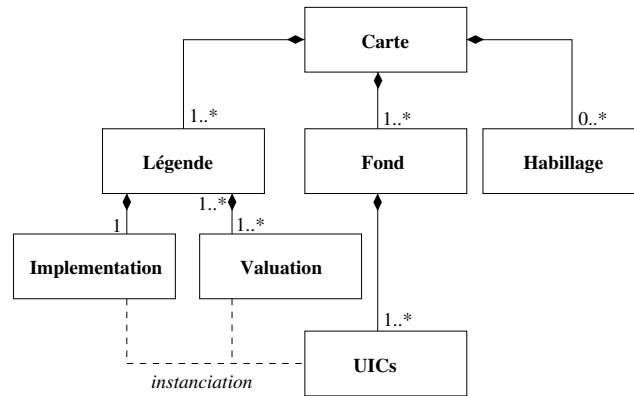 Carte
1..*
1..*
0..*
Légende
Fond
Habillage
1..*
1
1..*
Implementation
Valuation
1..*
UICs
instanciation